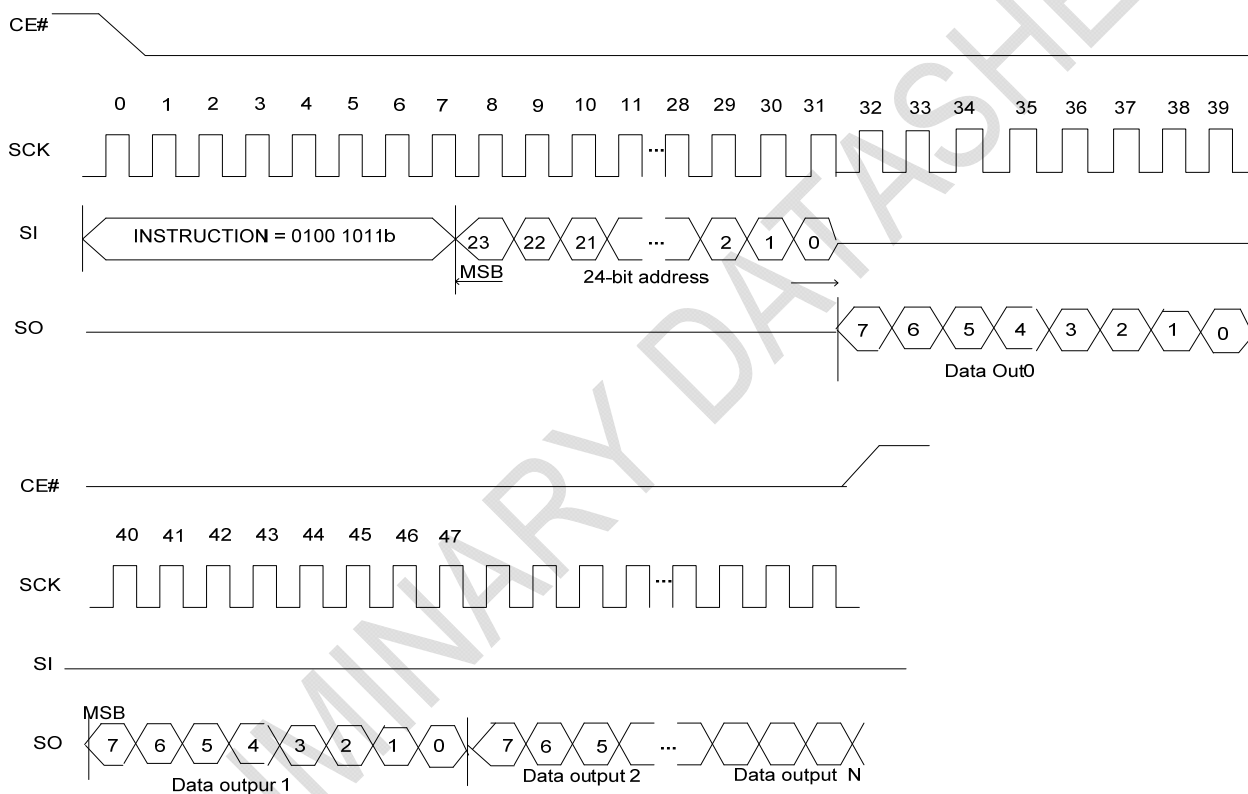 CE#
0 1 2 3 4 5 6 7 8 9 10 11 28 29 30 31 32 33 34 35 36 37 38 39
SCK ...
SI INSTRUCTION = 0100 1011b 23 22 21 ... 2 1 0
MSB 24-bit address
SO 7 6 5 4 3 2 1 0
Data Out0
CE#
40 41 42 43 44 45 46 47
SCK ...
SI
MSB
SO 7 6 5 4 3 2 1 0 7 6 5 ...
Data outpur 1 Data output 2 Data output N